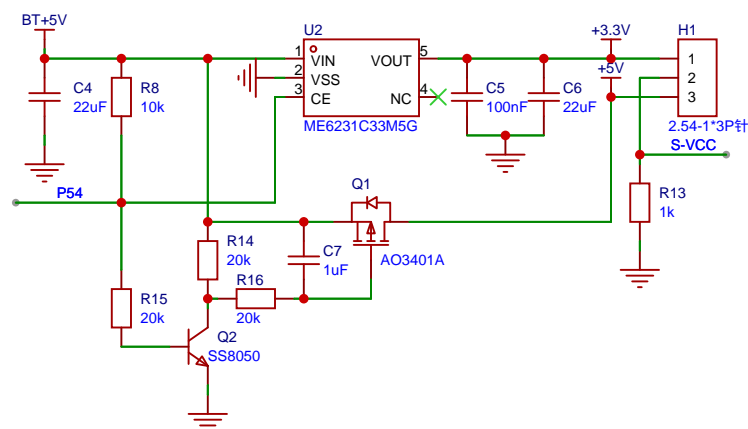 BT+5V
U2
+3.3V
H1
1
VIN
VOUT
5
2
VSS
3
CE
NC
4
+5V
1
2
3
C4
22uF
R8
10k
C5
100nF
C6
22uF
ME6231C33M5G
2.54-1*3P针
S-VCC
P54
Q1
R13
1k
R14
20k
C7
1uF
AO3401A
R16
20k
R15
20k
Q2
SS8050